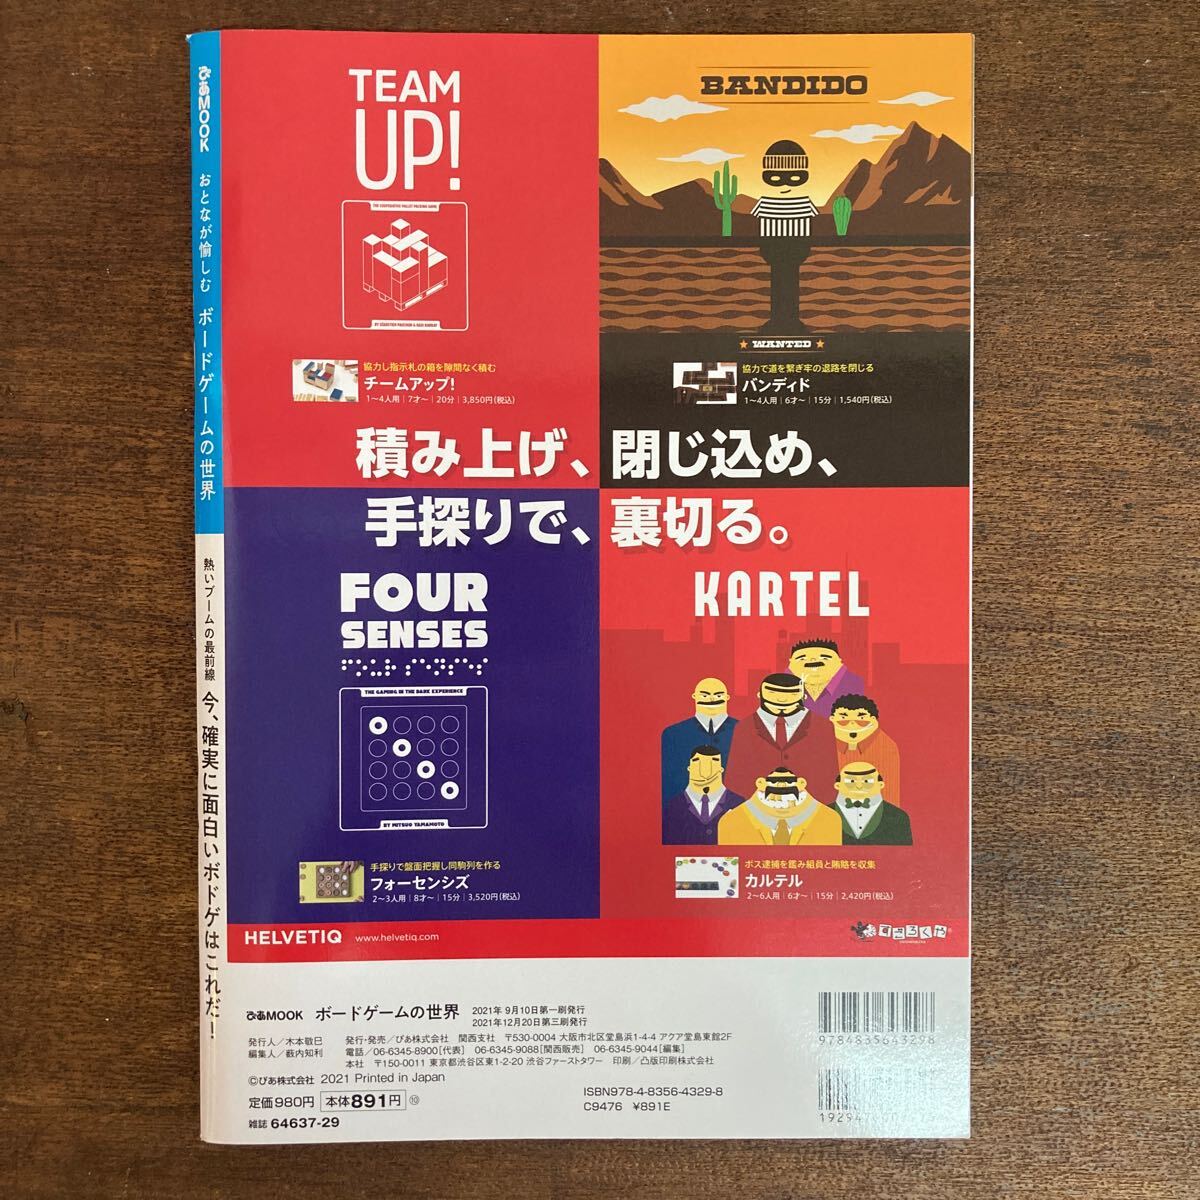 ぴあMOOK おとなが愉しむ ボードゲームの世界 熱いブームの最前線 今、確実に面白いボドゲはこれだ!
TEAM
UP!
THE COOPERATIVE PALLET PACKING GAME
協力し指示札の箱を隙間なく積む
チームアップ!
1〜4人用|7才〜|20分|3,850円(税込)
BANDIDO
WANTED
協力で道を繋ぎ牢の退路を閉じる
バンディド
1〜4人用|6才〜|15分|1,540円(税込)
積み上げ、閉じ込め、
手探りで、裏切る。
FOUR
SENSES
THE GAMING IN THE DARK EXPERIENCE
BY MITSUO YAMAMOTO
手探りで盤面把握し同駒列を作る
フォーセンシズ
2〜3人用|8才〜|15分|3,520円(税込)
KARTEL
ボス逮捕を鑑み組員と賄賂を収集
カルテル
2〜6人用|6才〜|15分|2,420円(税込)
HELVETIQ www.helvetiq.com
すごろくや
ぴあMOOK ボードゲームの世界
2021年 9月10日第一刷発行
2021年12月20日第三刷発行
発行人/木本敬巳
編集人/薮内知利
発行・発売/ぴあ株式会社 関西支社 〒530-0004 大阪市北区堂島浜1-4-4 アクア堂島東館2F
電話/06-6345-8900[代表] 06-6345-9088[関西販売] 06-6345-9044[編集]
本社 〒150-0011 東京都渋谷区東1-2-20 渋谷ファーストタワー 印刷/凸版印刷株式会社
©ぴあ株式会社 2021 Printed in Japan
定価980円 本体891円 ⑩
雑誌 64637-29
ISBN978-4-8356-4329-8
C9476 ¥891E
9784835643298